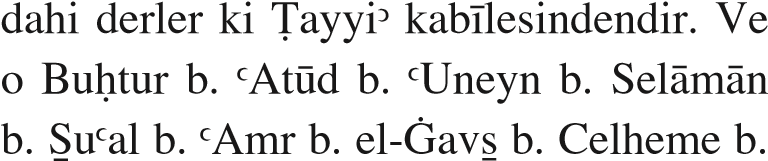 dahi derler ki Ṭayyiʾ kabīlesindendir. Ve
o Buḥtur b. ʿAtūd b. ʿUneyn b. Selāmān
b. S̱uʿal b. ʿAmr b. el-Ġavs̱ b. Celheme b.